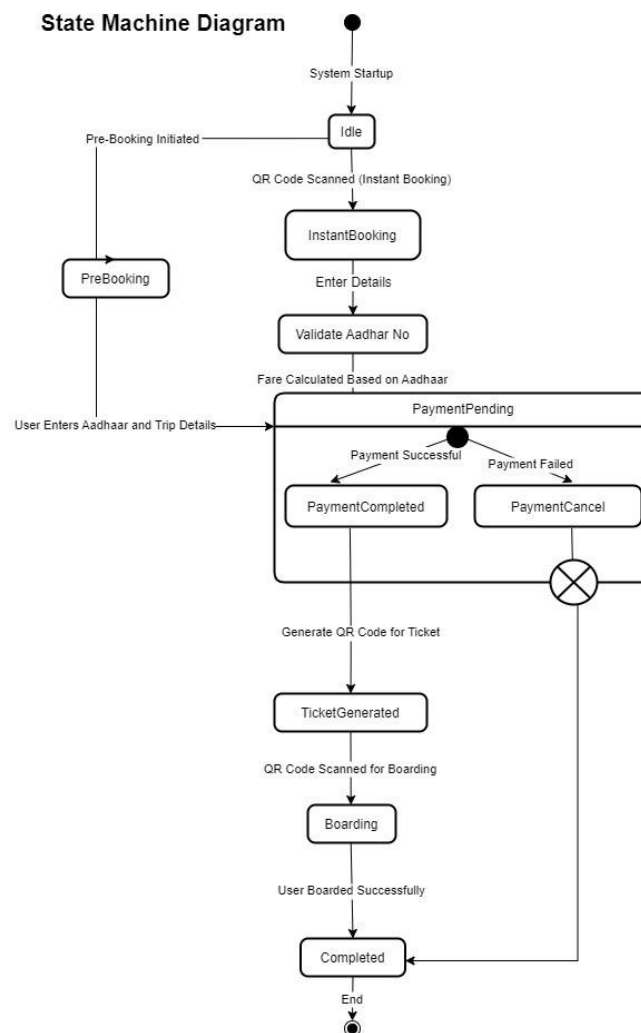 State Machine Diagram
System Startup
Idle
Pre-Booking Initiated
QR Code Scanned (Instant Booking)
InstantBooking
PreBooking
Enter Details
Validate Aadhar No
Fare Calculated Based on Aadhaar
PaymentPending
User Enters Aadhaar and Trip Details
Payment Successful
Payment Failed
PaymentCompleted
PaymentCancel
Generate QR Code for Ticket
TicketGenerated
QR Code Scanned for Boarding
Boarding
User Boarded Successfully
Completed
End